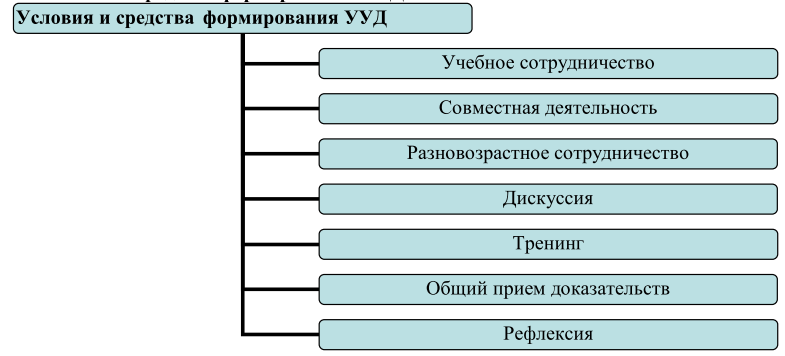 Условия и средства формирования УУД
Учебное сотрудничество
Совместная деятельность
Разновозрастное сотрудничество
Дискуссия
Тренинг
Общий прием доказательств
Рефлексия